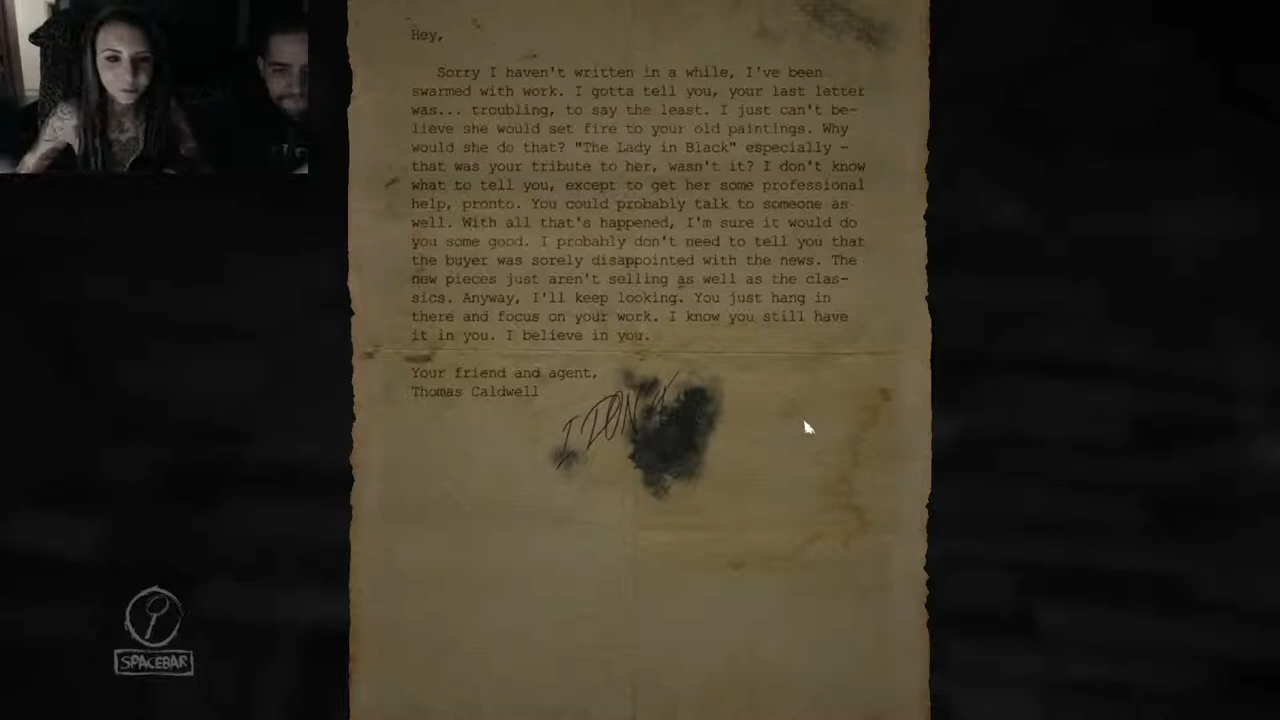 Hey,
Sorry I haven't written in a while, I've been
swarmed with work. I gotta tell you, your last letter
was... troubling, to say the least. I just can't be-
lieve she would set fire to your old paintings. Why
would she do that? "The Lady in Black" especially -
that was your tribute to her, wasn't it? I don't know
what to tell you, except to get her some professional
help, pronto. You could probably talk to someone as
well. With all that's happened, I'm sure it would do
you some good. I probably don't need to tell you that
the buyer was sorely disappointed with the news. The
new pieces just aren't selling as well as the clas-
sics. Anyway, I'll keep looking. You just hang in
there and focus on your work. I know you still have
it in you. I believe in you.
Your friend and agent,
Thomas Caldwell
I DON'T
SPACEBAR